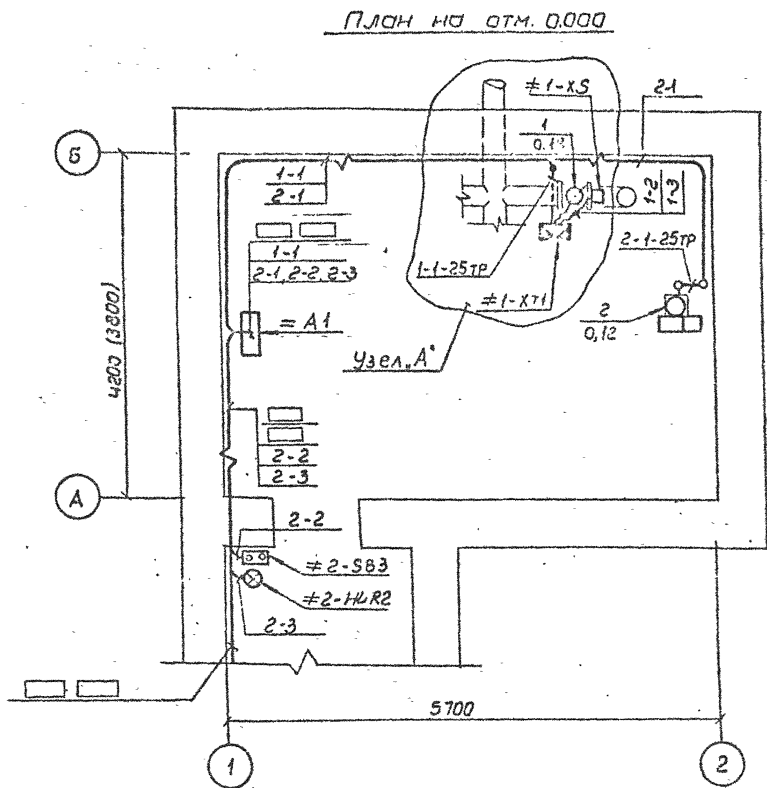 План на отм. 0.000
≠1-XS
2-1
Б
1
0,12
1-1
2-1
1-2
1-3
1-1
2-1, 2-2, 2-3
1-1-25тр
2-1-25тр
≠1-XT1
=A1
2
0,12
Узел „А"
4200 (3800)
2-2
2-3
А
2-2
≠2-SB3
≠2-HLR2
2-3
5700
1
2